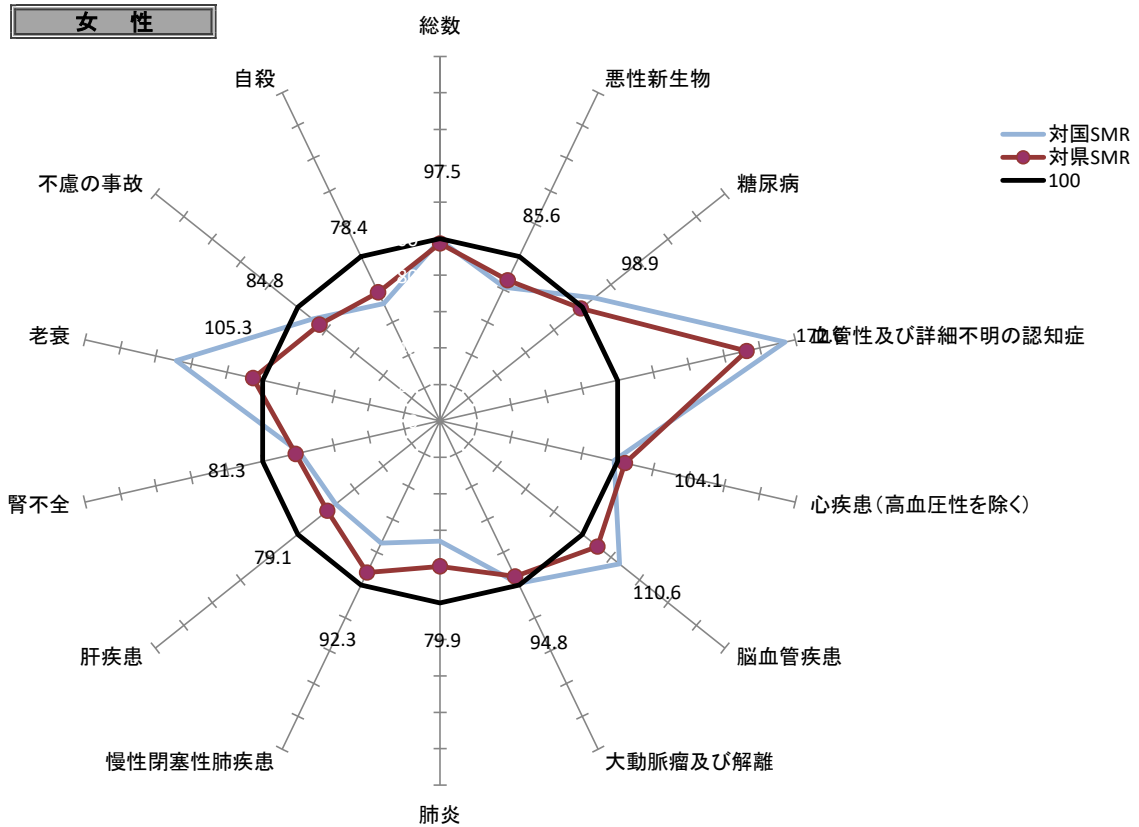 女 性
総数
悪性新生物
糖尿病
血管性及び詳細不明の認知症
心疾患（高血圧性を除く）
脳血管疾患
大動脈瘤及び解離
肺炎
慢性閉塞性肺疾患
肝疾患
腎不全
老衰
不慮の事故
自殺
97.5
85.6
98.9
104.1
110.6
94.8
79.9
92.3
79.1
81.3
105.3
84.8
78.4
対国SMR
対県SMR
100